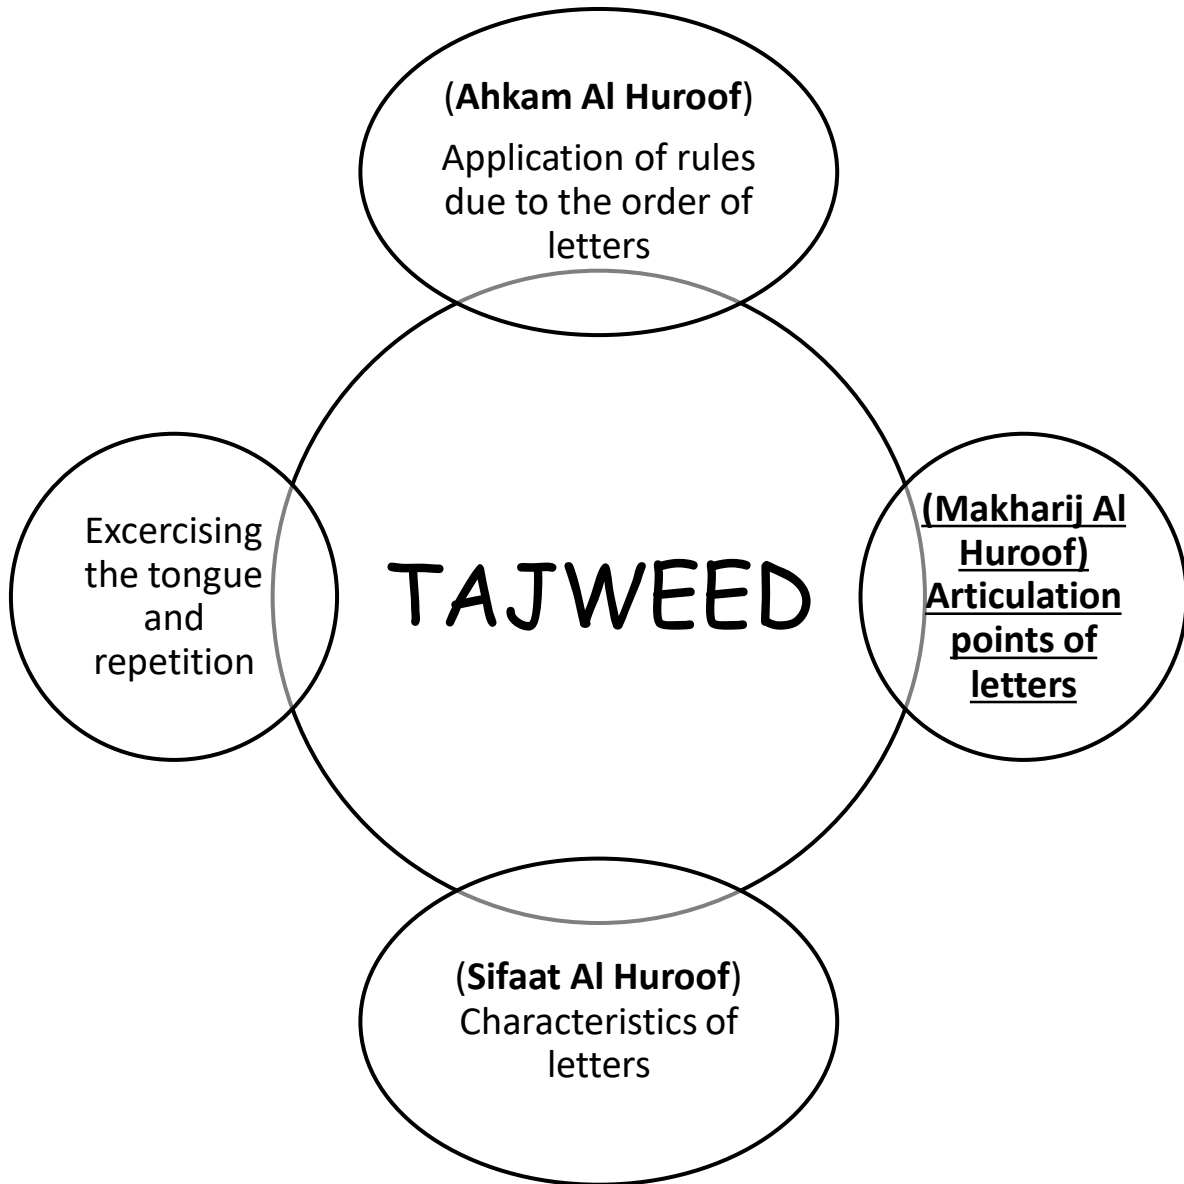 (Ahkam Al Huroof)
Application of rules
due to the order of
letters
Excercising
the tongue
and
repetition
TAJWEED
(Makharij Al
Huroof)
Articulation
points of
letters
(Sifaat Al Huroof)
Characteristics of
letters